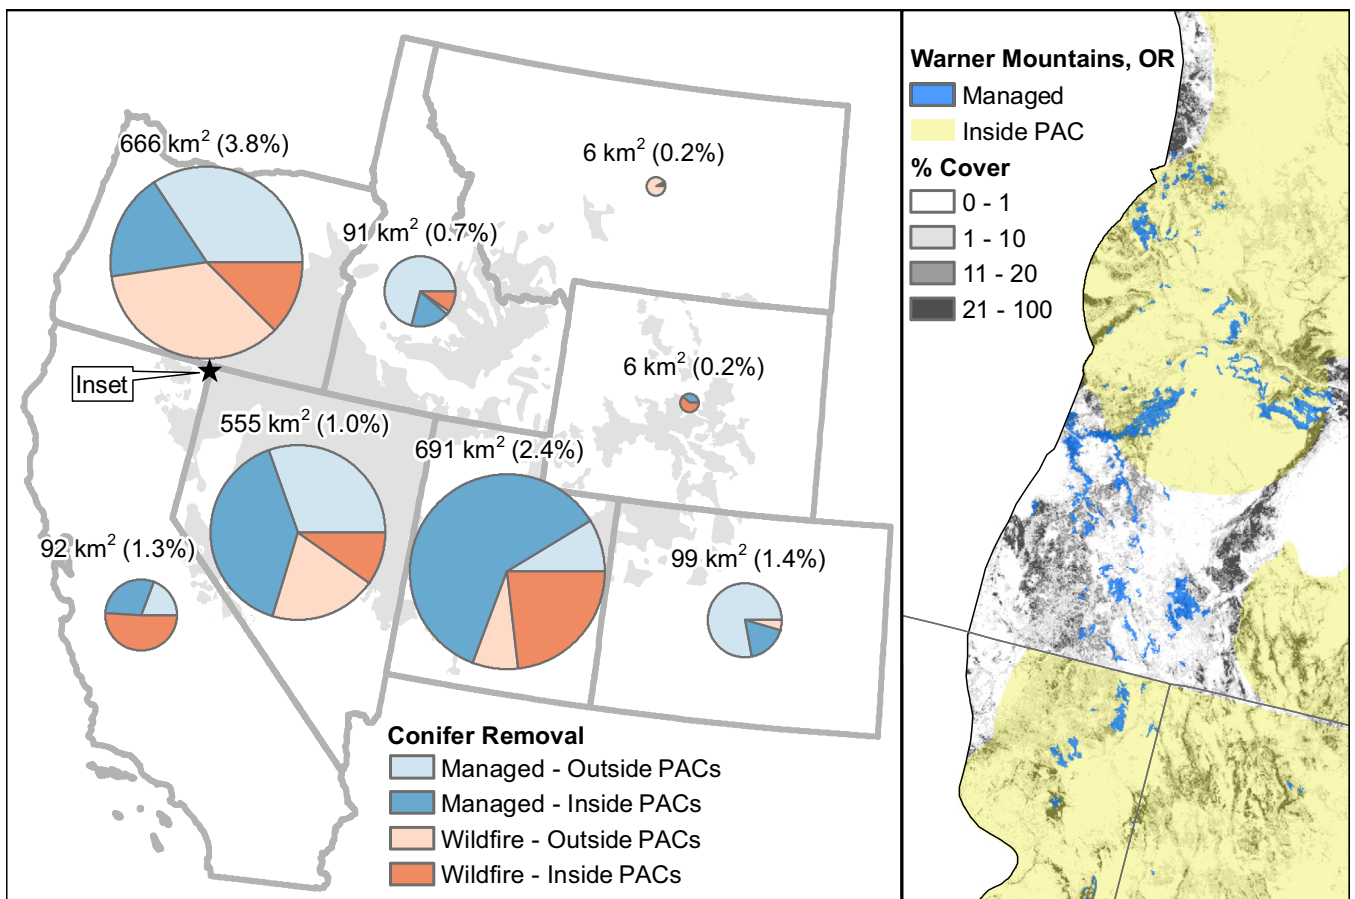 666 km² (3.8%)
6 km² (0.2%)
91 km² (0.7%)
6 km² (0.2%)
Inset
555 km² (1.0%)
691 km² (2.4%)
92 km² (1.3%)
99 km² (1.4%)
Conifer Removal
Managed - Outside PACs
Managed - Inside PACs
Wildfire - Outside PACs
Wildfire - Inside PACs
Warner Mountains, OR
Managed
Inside PAC
% Cover
0 - 1
1 - 10
11 - 20
21 - 100